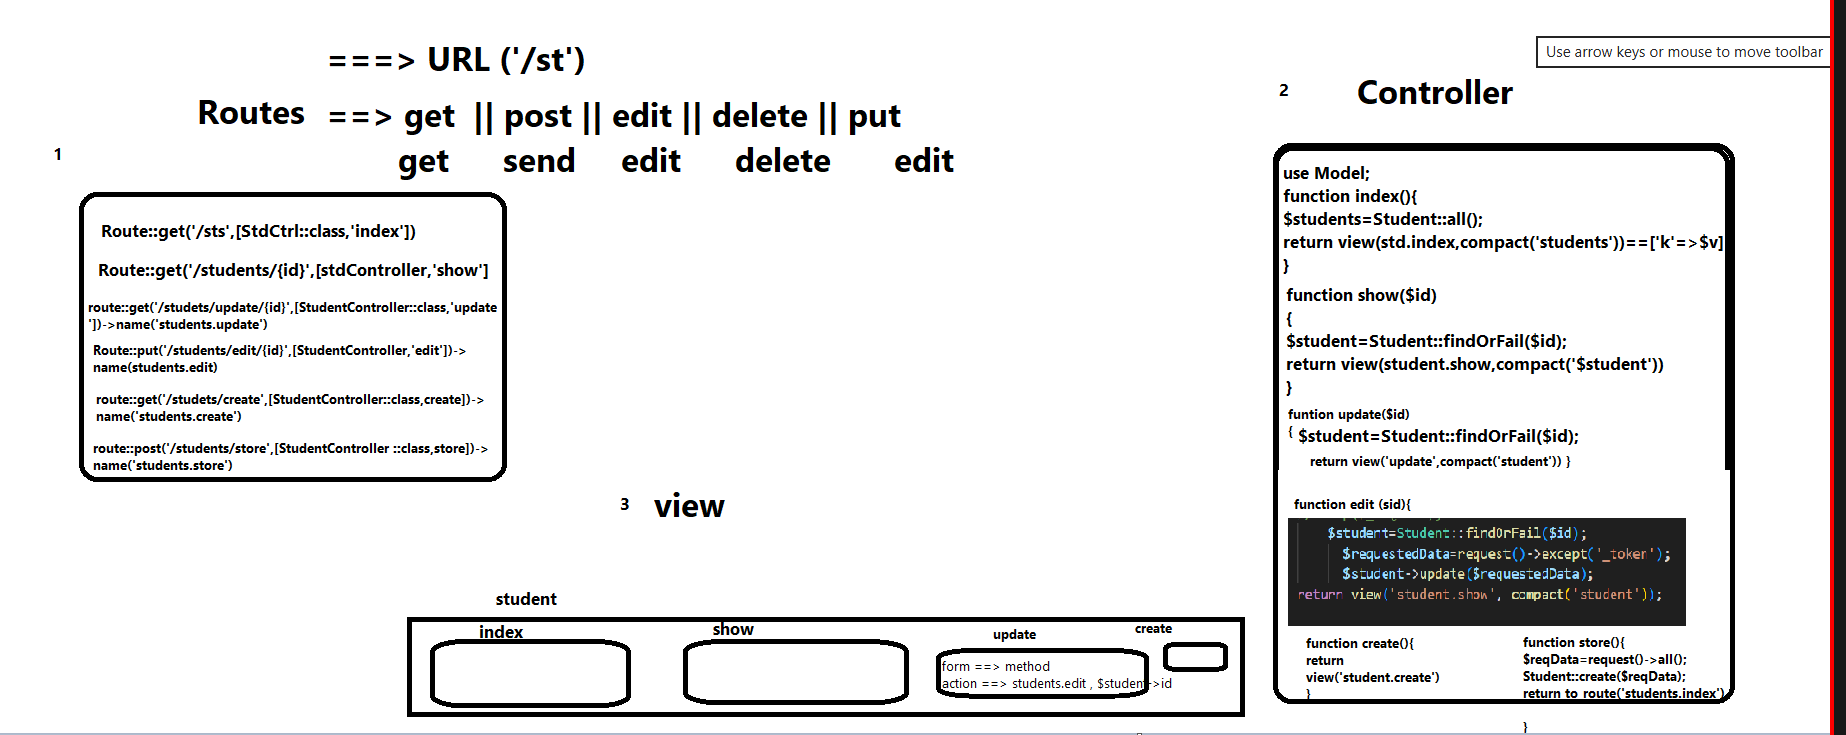 ===> URL ('/st')
Use arrow keys or mouse to move toolbar
Routes ==> get || post || edit || delete || put
get send edit delete edit
1
Route::get('/sts',[StdCtrl::class,'index'])
Route::get('/students/{id}',[stdController,'show']
route::get('/studets/update/{id}',[StudentController::class,'update
'])->name('students.update')
Route::put('/students/edit/{id}',[StudentController,'edit'])->
name(students.edit)
route::get('/studets/create',[StudentController::class,create])->
name('students.create')
route::post('/students/store',[StudentController ::class,store])->
name('students.store')
2 Controller
use Model;
function index(){
$students=Student::all();
return view(std.index,compact('students'))==['k'=>$v]
}
function show($id)
{
$student=Student::findOrFail($id);
return view(student.show,compact('$student'))
}
funtion update($id)
{ $student=Student::findOrFail($id);
return view('update',compact('student')) }
function edit (sid){
$student=Student::findOrFail($id);
$requestedData=request()->except('_token');
$student->update($requestedData);
return view('student.show', compact('student'));
function create(){
return
view('student.create')
}
function store(){
$reqData=request()->all();
Student::create($reqData);
return to route('students.index')
}
3 view
student
index
show
update
form ==> method
action ==> students.edit , $student->id
create